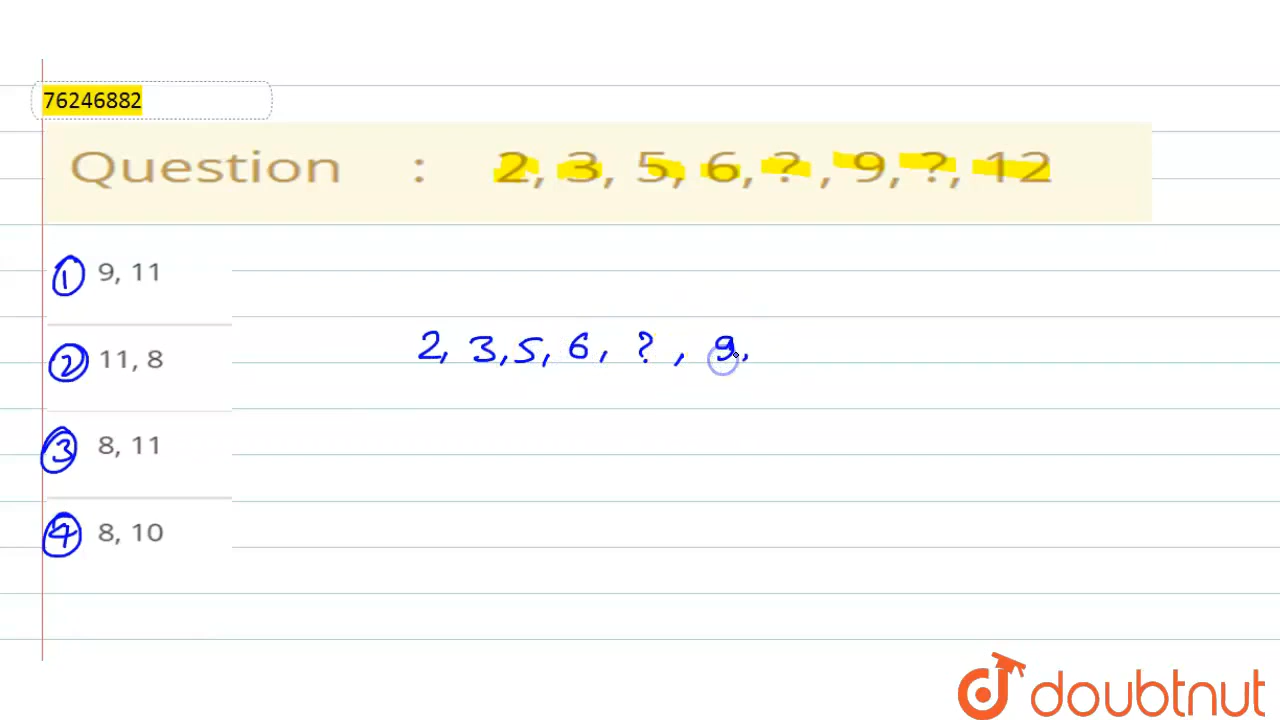 76246882
Question : 2, 3, 5, 6, ? , 9, ?, 12
1 9, 11
2, 3, 5, 6, ? , 9,
2 11, 8
3 8, 11
4 8, 10
doubtnut